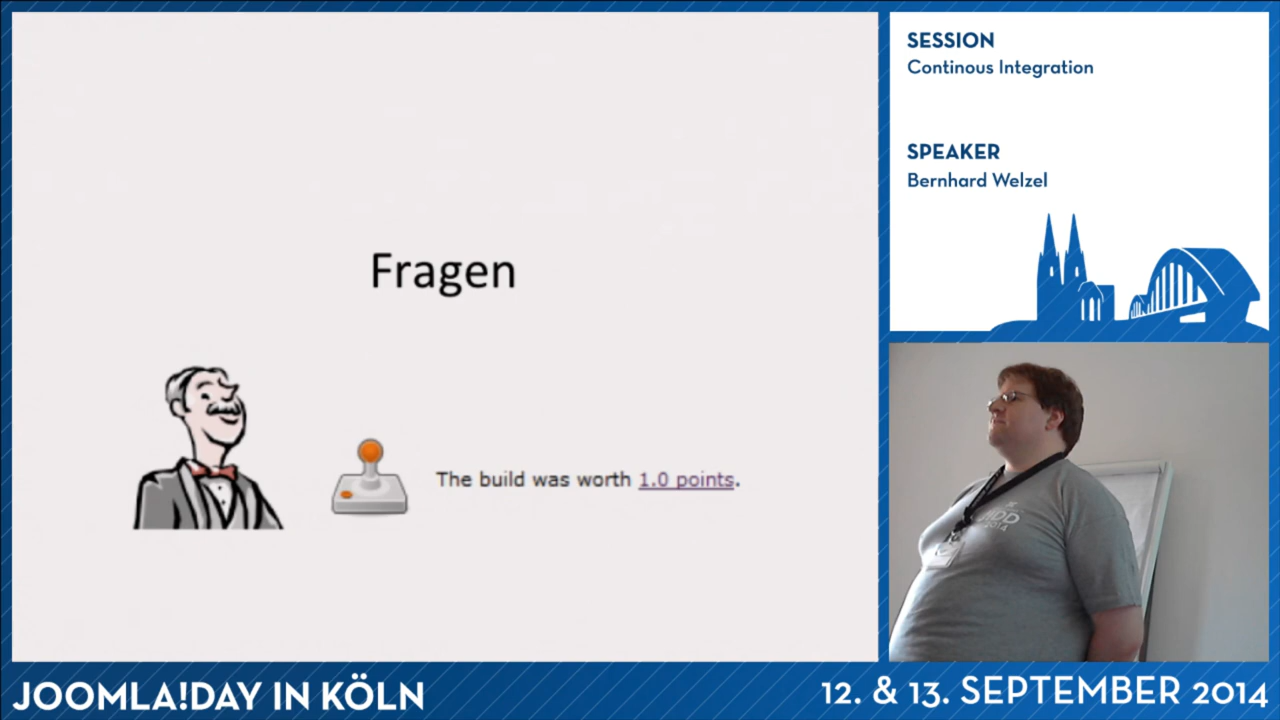 Fragen
The build was worth 1.0 points.
SESSION
Continous Integration
SPEAKER
Bernhard Welzel
2014
JOOMLA!DAY IN KÖLN
12. & 13. SEPTEMBER 2014